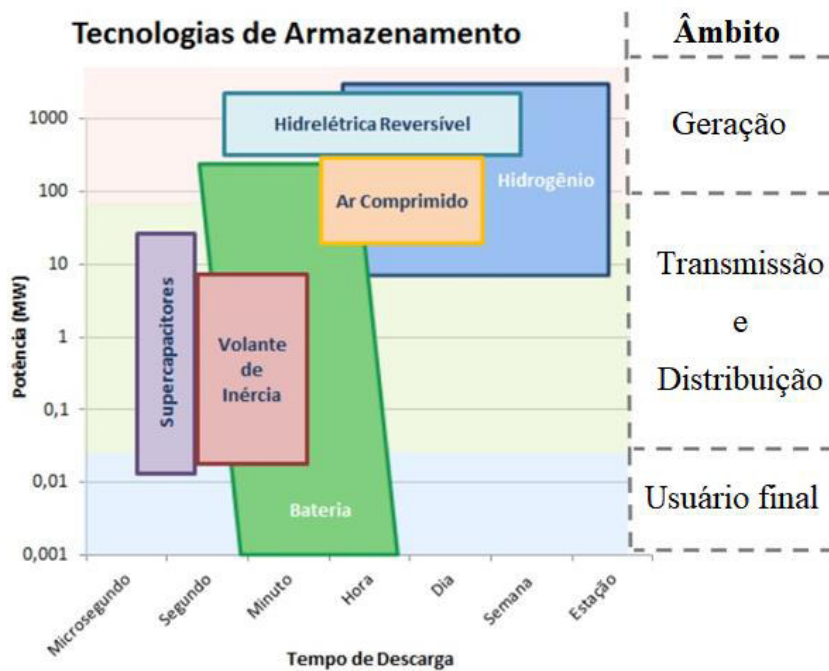 Tecnologias de Armazenamento
Âmbito
Geração
Transmissão
e
Distribuição
Usuário final
Potência (MW)
1000
100
10
1
0,1
0,01
0,001
Hidrelétrica Reversível
Hidrogênio
Ar Comprimido
Supercapacitores
Volante
de
Inércia
Bateria
Microsegundo
Segundo
Minuto
Hora
Dia
Semana
Estação
Tempo de Descarga